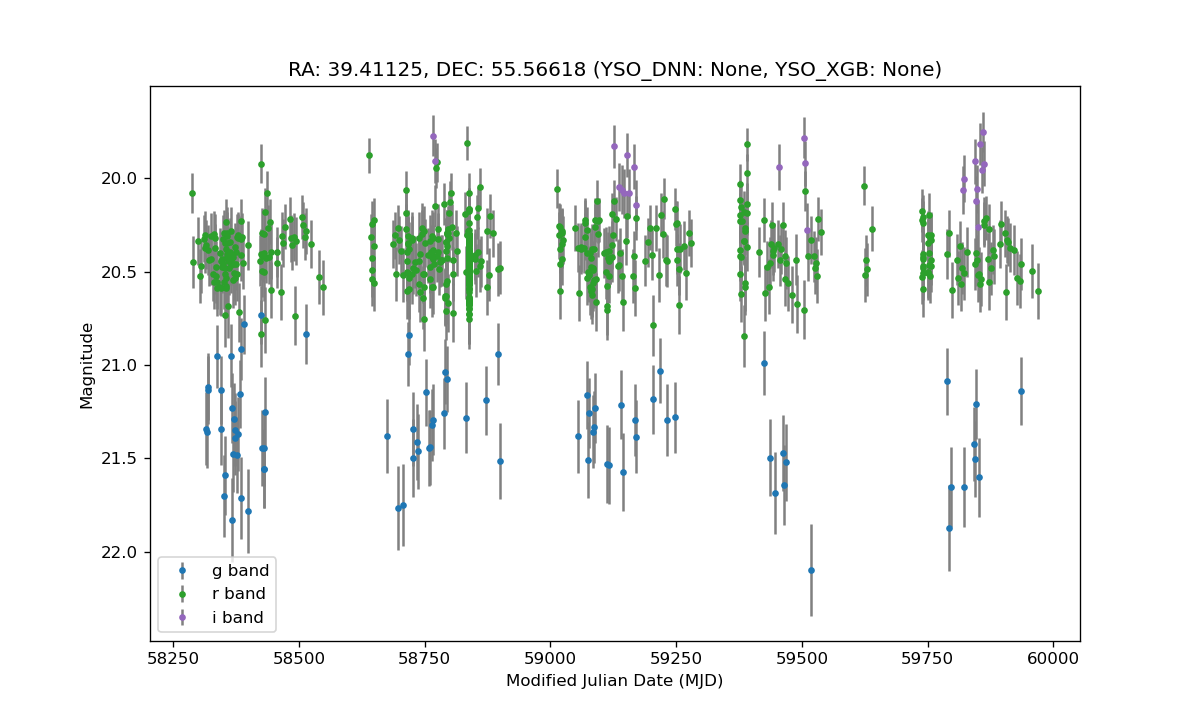 RA: 39.41125, DEC: 55.56618 (YSO_DNN: None, YSO_XGB: None)
Magnitude
20.0
20.5
21.0
21.5
22.0
g band
r band
i band
58250 58500 58750 59000 59250 59500 59750 60000
Modified Julian Date (MJD)